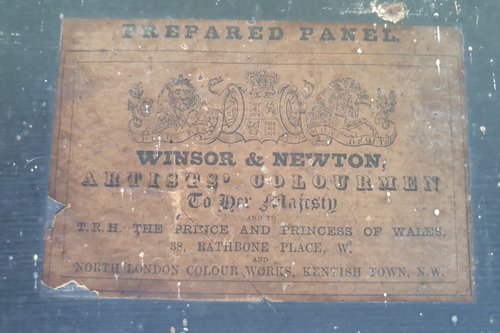 PREPARED PANEL.
WINSOR & NEWTON,
ARTISTS' COLOURMEN
To Her Majesty
AND TO
T.R.H. THE PRINCE AND PRINCESS OF WALES,
38, RATHBONE PLACE, W.
AND
NORTH LONDON COLOUR WORKS, KENTISH TOWN, N.W.